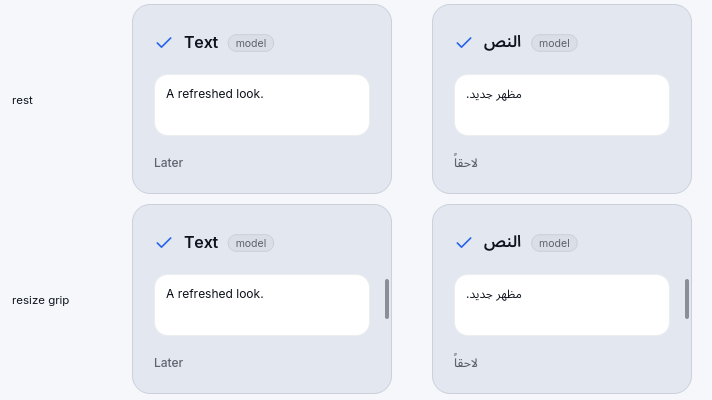 rest
Text model
A refreshed look.
Later
النص model
مظهر جديد.
لاحقاً
resize grip
Text model
A refreshed look.
Later
النص model
مظهر جديد.
لاحقاً